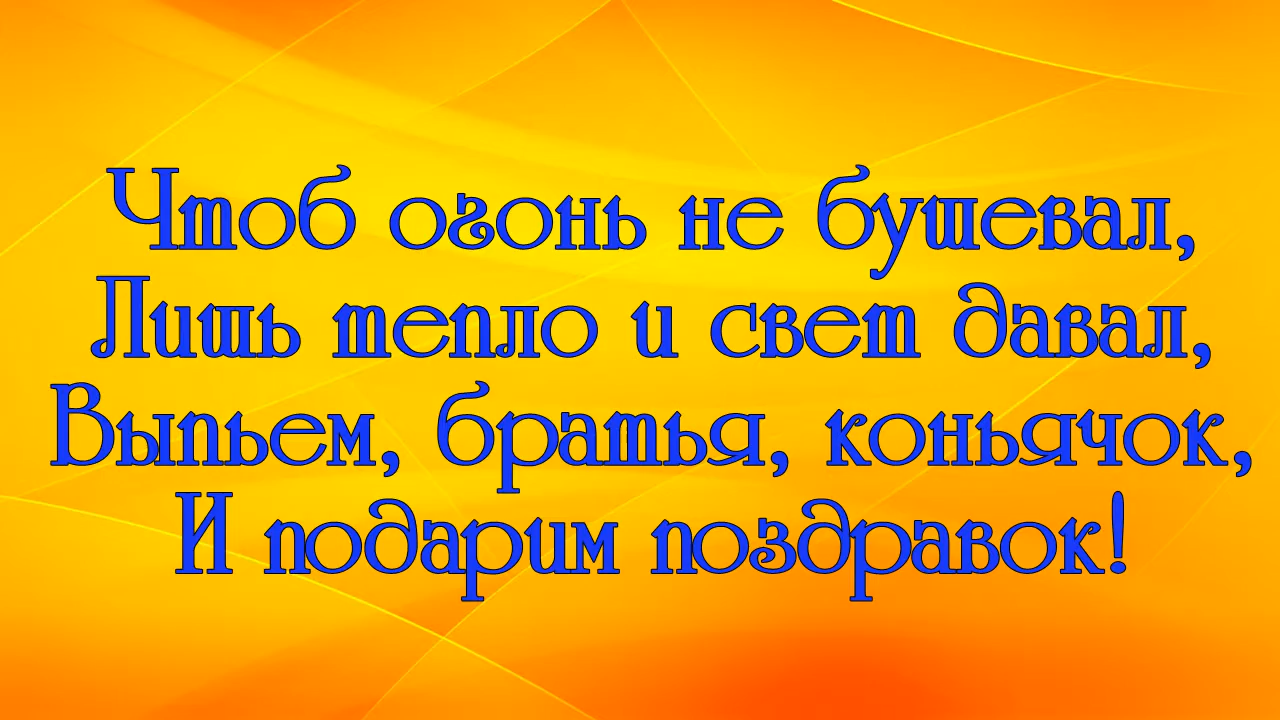 Чтоб огонь не бушевал,
Лишь тепло и свет давал,
Выпьем, братья, коньячок,
И подарим поздравок!